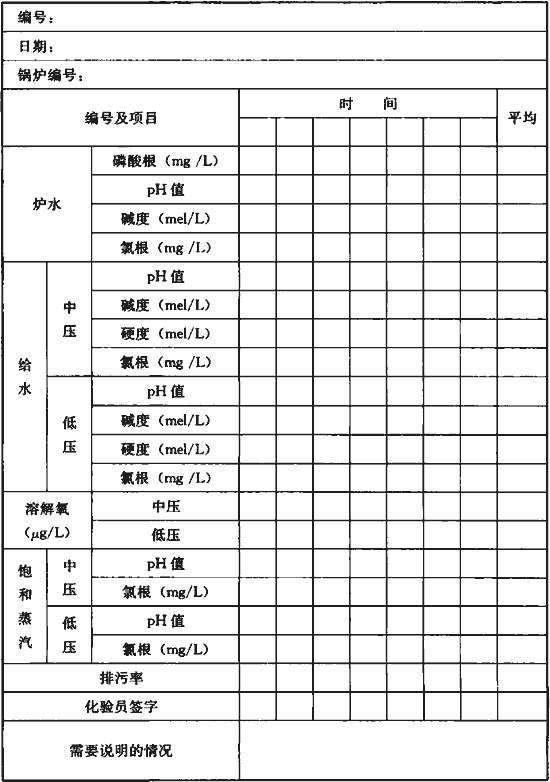 编号：
日期：
锅炉编号：
编号及项目
时 间
平均
炉水
磷酸根（mg /L）
pH 值
碱度（mel/L）
氯根（mg /L）
给水
中压
pH 值
碱度（mel/L）
硬度（mel/L）
氯根（mg /L）
低压
pH 值
碱度（mel/L）
硬度（mel/L）
氯根（mg /L）
溶解氧
（μg/L）
中压
低压
饱和蒸汽
中压
pH 值
氯根（mg/L）
低压
pH 值
氯根（mg/L）
排污率
化验员签字
需要说明的情况